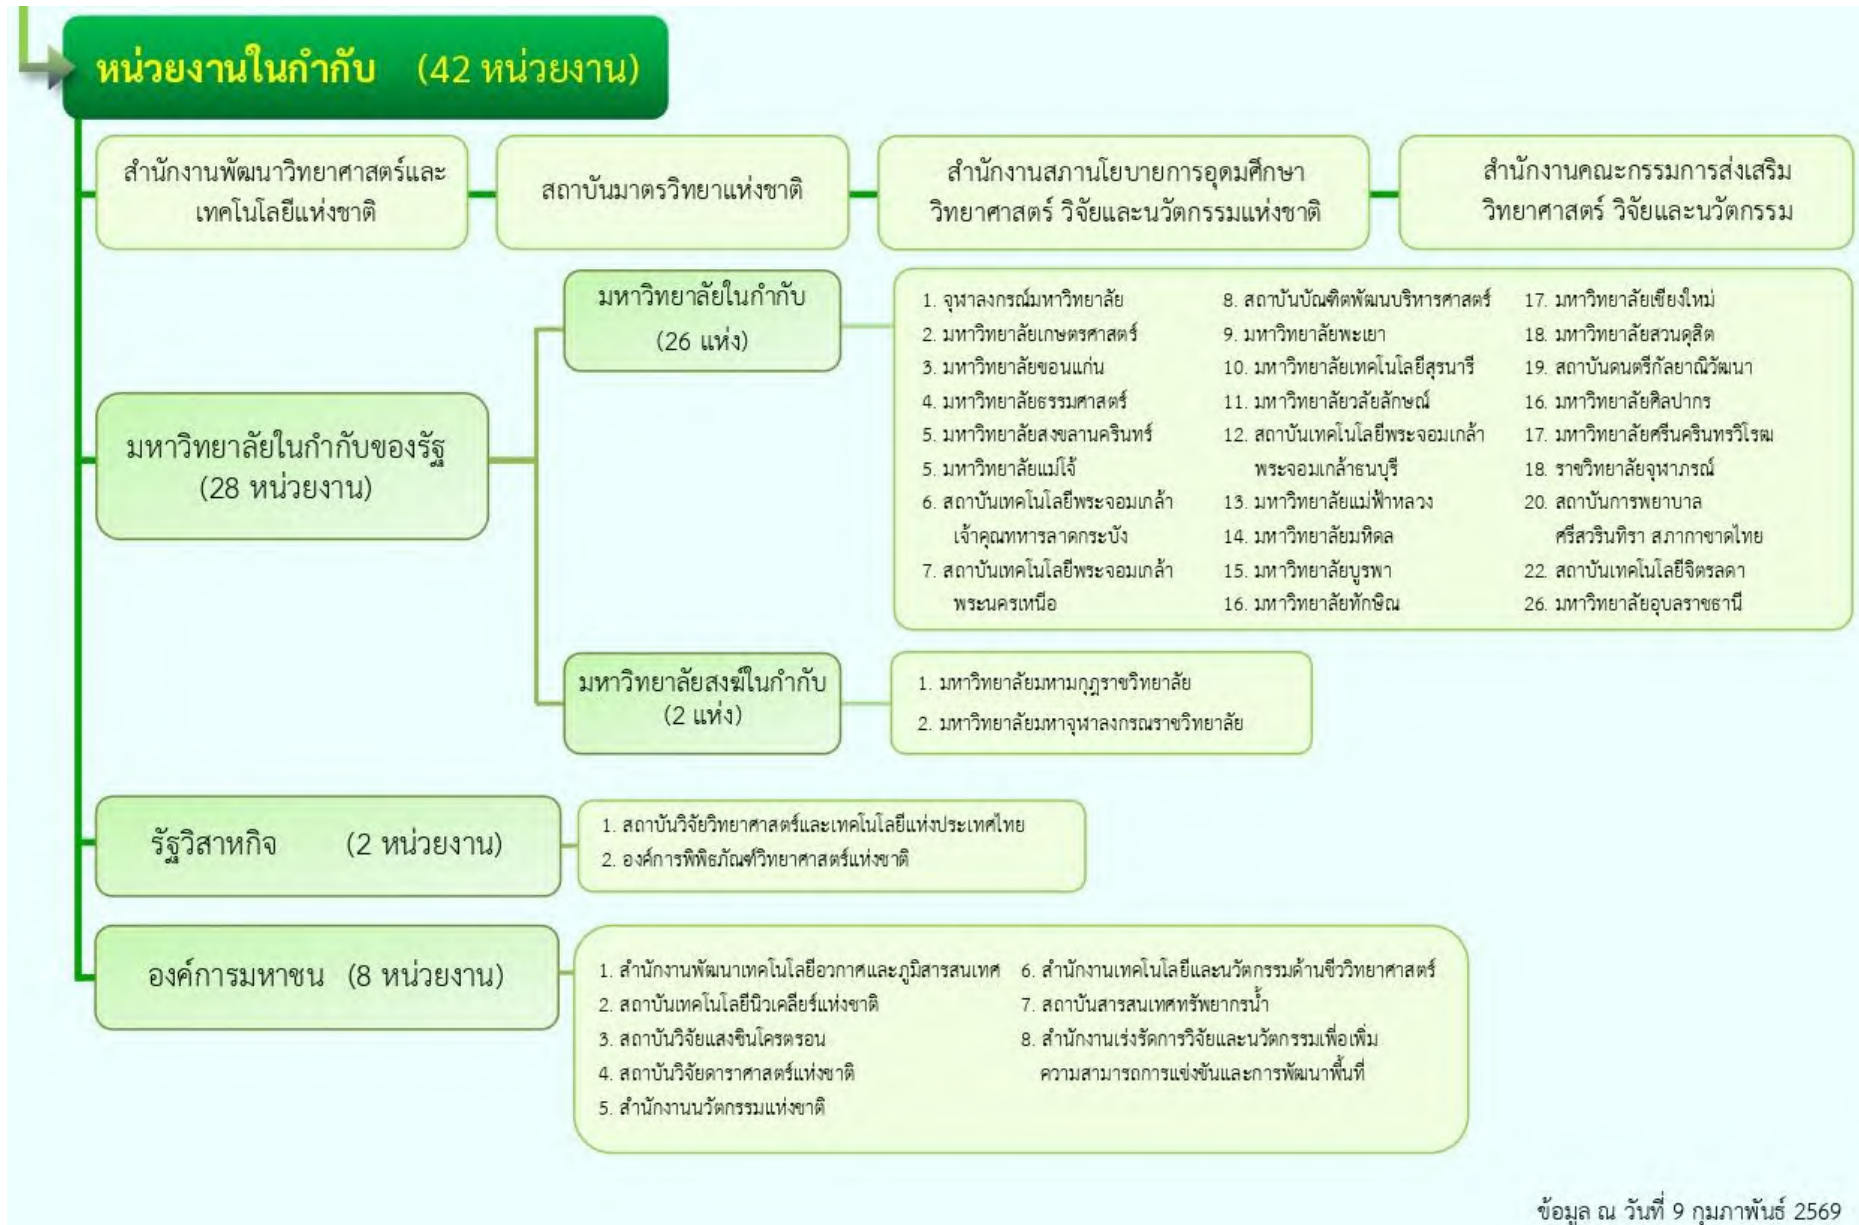 หน่วยงานในกำกับ (42 หน่วยงาน)
สำนักงานพัฒนาวิทยาศาสตร์และ
เทคโนโลยีแห่งชาติ
สถาบันมาตรวิทยาแห่งชาติ
สำนักงานสภานโยบายการอุดมศึกษา
วิทยาศาสตร์ วิจัยและนวัตกรรมแห่งชาติ
สำนักงานคณะกรรมการส่งเสริม
วิทยาศาสตร์ วิจัยและนวัตกรรม
มหาวิทยาลัยในกำกับของรัฐ
(28 หน่วยงาน)
มหาวิทยาลัยในกำกับ
(26 แห่ง)
1. จุฬาลงกรณ์มหาวิทยาลัย
2. มหาวิทยาลัยเกษตรศาสตร์
3. มหาวิทยาลัยขอนแก่น
4. มหาวิทยาลัยธรรมศาสตร์
5. มหาวิทยาลัยสงขลานครินทร์
5. มหาวิทยาลัยแม่โจ้
6. สถาบันเทคโนโลยีพระจอมเกล้า
เจ้าคุณทหารลาดกระบัง
7. สถาบันเทคโนโลยีพระจอมเกล้า
พระนครเหนือ
8. สถาบันบัณฑิตพัฒนบริหารศาสตร์
9. มหาวิทยาลัยพะเยา
10. มหาวิทยาลัยเทคโนโลยีสุรนารี
11. มหาวิทยาลัยวลัยลักษณ์
12. สถาบันเทคโนโลยีพระจอมเกล้า
พระจอมเกล้าธนบุรี
13. มหาวิทยาลัยแม่ฟ้าหลวง
14. มหาวิทยาลัยมหิดล
15. มหาวิทยาลัยบูรพา
16. มหาวิทยาลัยทักษิณ
17. มหาวิทยาลัยเชียงใหม่
18. มหาวิทยาลัยสวนดุสิต
19. สถาบันดนตรีกัลยาณิวัฒนา
16. มหาวิทยาลัยศิลปากร
17. มหาวิทยาลัยศรีนครินทรวิโรฒ
18. ราชวิทยาลัยจุฬาภรณ์
20. สถาบันการพยาบาล
ศรีสวรินทิรา สภากาชาดไทย
22. สถาบันเทคโนโลยีจิตรลดา
26. มหาวิทยาลัยอุบลราชธานี
มหาวิทยาลัยสงฆ์ในกำกับ
(2 แห่ง)
1. มหาวิทยาลัยมหามกุฎราชวิทยาลัย
2. มหาวิทยาลัยมหาจุฬาลงกรณราชวิทยาลัย
รัฐวิสาหกิจ (2 หน่วยงาน)
1. สถาบันวิจัยวิทยาศาสตร์และเทคโนโลยีแห่งประเทศไทย
2. องค์การพิพิธภัณฑ์วิทยาศาสตร์แห่งชาติ
องค์การมหาชน (8 หน่วยงาน)
1. สำนักงานพัฒนาเทคโนโลยีอวกาศและภูมิสารสนเทศ
2. สถาบันเทคโนโลยีนิวเคลียร์แห่งชาติ
3. สถาบันวิจัยแสงซินโครตรอน
4. สถาบันวิจัยดาราศาสตร์แห่งชาติ
5. สำนักงานนวัตกรรมแห่งชาติ
6. สำนักงานเทคโนโลยีและนวัตกรรมด้านชีววิทยาศาสตร์
7. สถาบันสารสนเทศทรัพยากรน้ำ
8. สำนักงานเร่งรัดการวิจัยและนวัตกรรมเพื่อเพิ่ม
ความสามารถการแข่งขันและการพัฒนาพื้นที่
ข้อมูล ณ วันที่ 9 กุมภาพันธ์ 2569